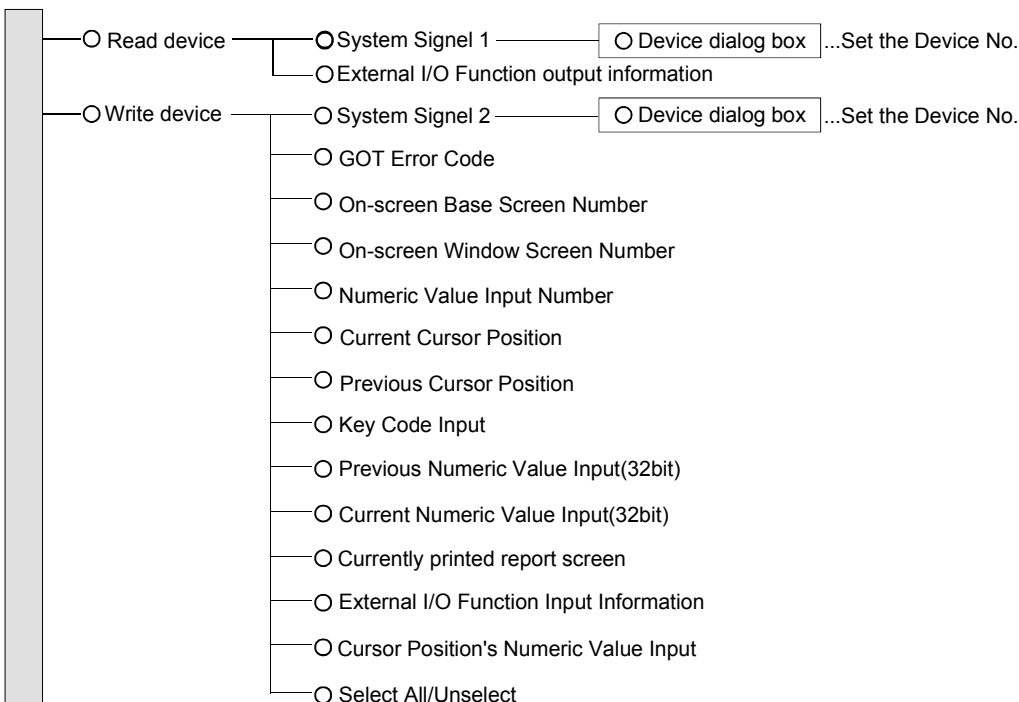 Read device System Signel 1 Device dialog box ...Set the Device No.
External I/O Function output information
Write device System Signel 2 Device dialog box ...Set the Device No.
GOT Error Code
On-screen Base Screen Number
On-screen Window Screen Number
Numeric Value Input Number
Current Cursor Position
Previous Cursor Position
Key Code Input
Previous Numeric Value Input(32bit)
Current Numeric Value Input(32bit)
Currently printed report screen
External I/O Function Input Information
Cursor Position's Numeric Value Input
Select All/Unselect